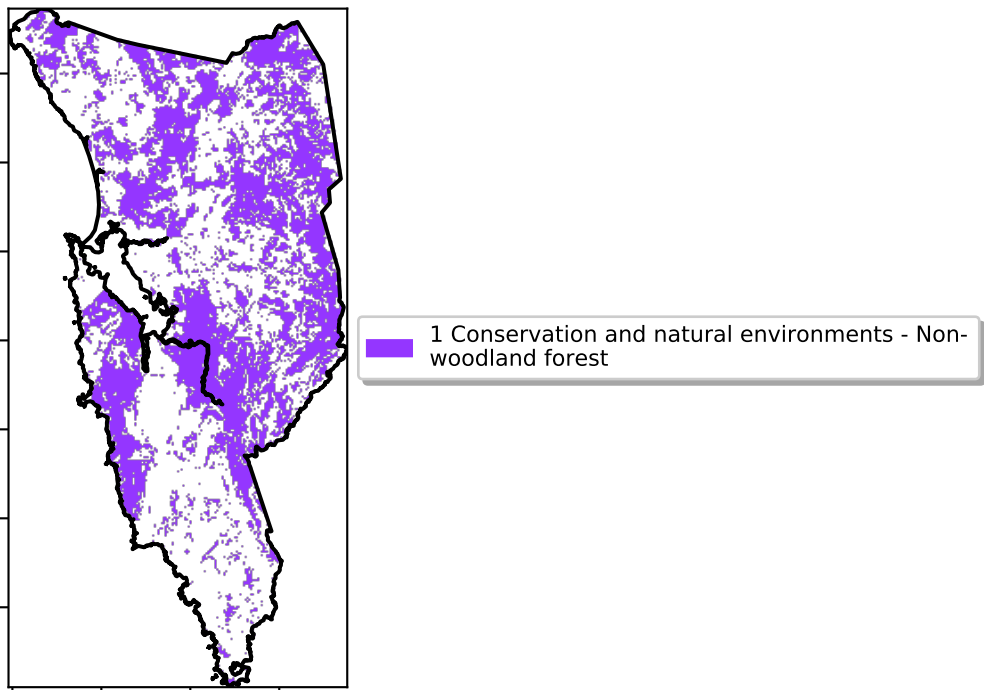 1 Conservation and natural environments - Non-
woodland forest